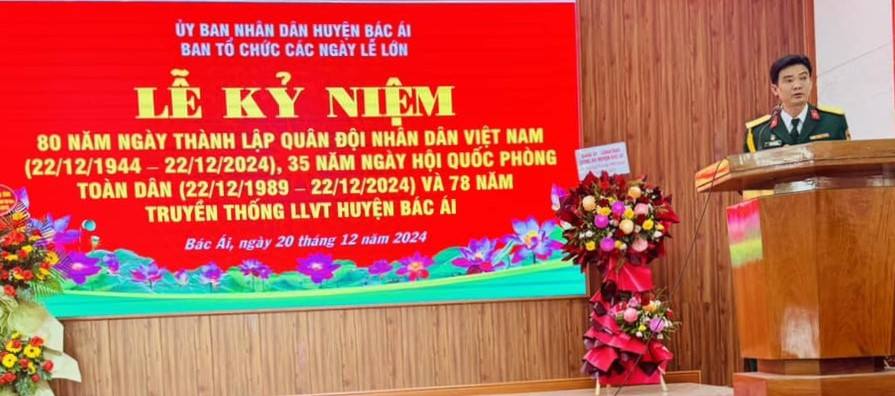 ỦY BAN NHÂN DÂN HUYỆN BÁC ÁI
BAN TỔ CHỨC CÁC NGÀY LỄ LỚN
LỄ KỶ NIỆM
80 NĂM NGÀY THÀNH LẬP QUÂN ĐỘI NHÂN DÂN VIỆT NAM
(22/12/1944 – 22/12/2024), 35 NĂM NGÀY HỘI QUỐC PHÒNG
TOÀN DÂN (22/12/1989 – 22/12/2024) VÀ 78 NĂM
TRUYỀN THỐNG LLVT HUYỆN BÁC ÁI
Bác Ái, ngày 20 tháng 12 năm 2024